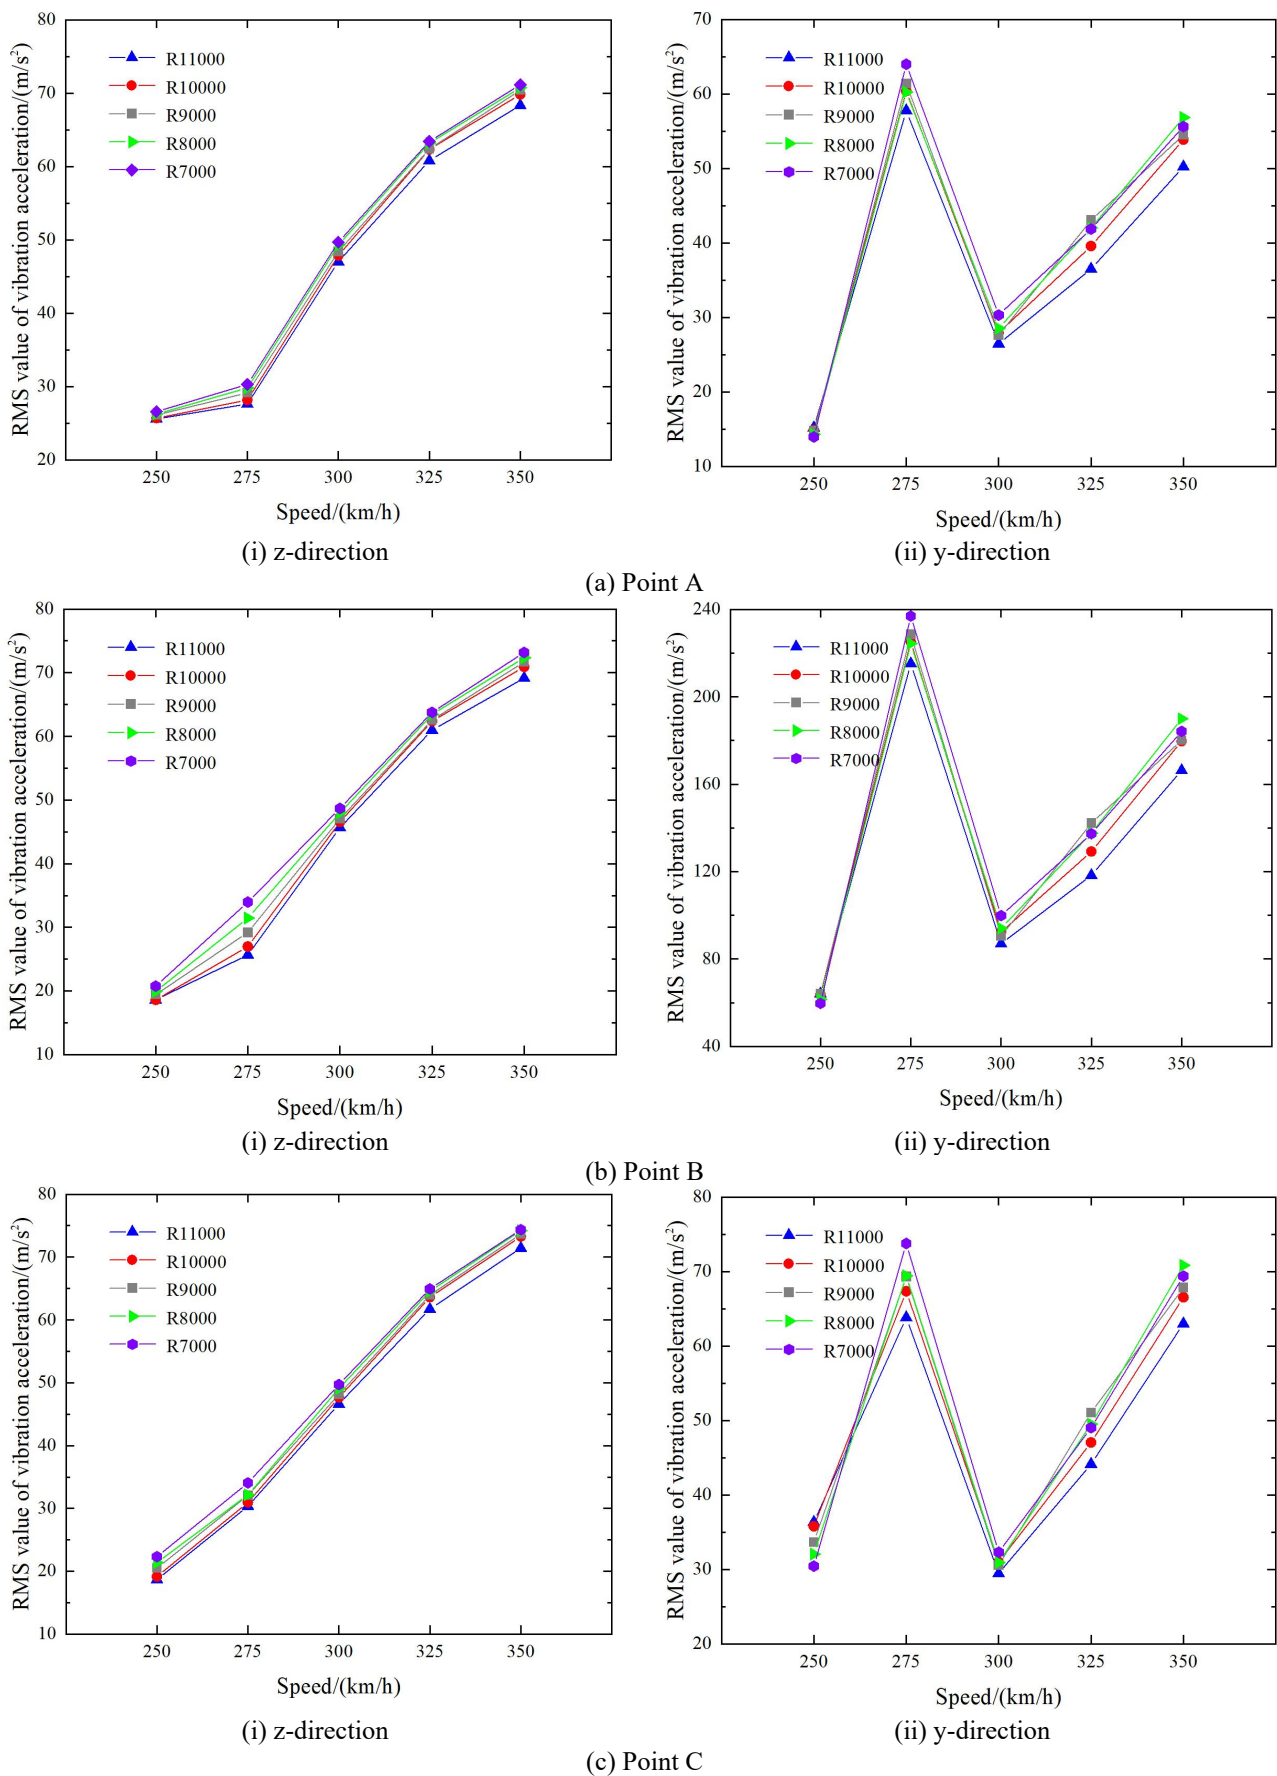 RMS value of vibration acceleration/(m/s²)
80
70
60
50
40
30
20
R11000
R10000
R9000
R8000
R7000
250 275 300 325 350
Speed/(km/h)
(i) z-direction
RMS value of vibration acceleration/(m/s²)
70
60
50
40
30
20
10
R11000
R10000
R9000
R8000
R7000
250 275 300 325 350
Speed/(km/h)
(ii) y-direction
(a) Point A
RMS value of vibration acceleration/(m/s²)
80
70
60
50
40
30
20
10
R11000
R10000
R9000
R8000
R7000
250 275 300 325 350
Speed/(km/h)
(i) z-direction
RMS value of vibration acceleration/(m/s²)
240
200
160
120
80
40
R11000
R10000
R9000
R8000
R7000
250 275 300 325 350
Speed/(km/h)
(ii) y-direction
(b) Point B
RMS value of vibration acceleration/(m/s²)
80
70
60
50
40
30
20
10
R11000
R10000
R9000
R8000
R7000
250 275 300 325 350
Speed/(km/h)
(i) z-direction
RMS value of vibration acceleration/(m/s²)
80
70
60
50
40
30
20
R11000
R10000
R9000
R8000
R7000
250 275 300 325 350
Speed/(km/h)
(ii) y-direction
(c) Point C